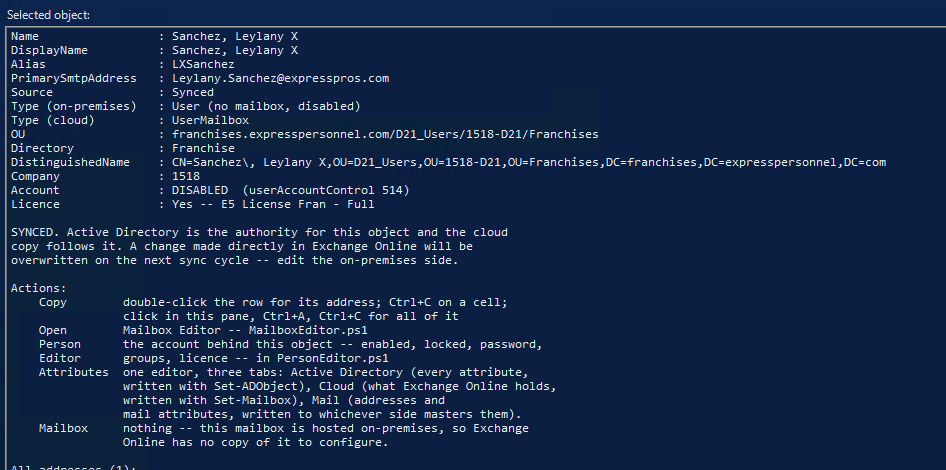 Selected object:
Name : Sanchez, Leylany X
DisplayName : Sanchez, Leylany X
Alias : LXSanchez
PrimarySmtpAddress : Leylany.Sanchez@expresspros.com
Source : Synced
Type (on-premises) : User (no mailbox, disabled)
Type (cloud) : UserMailbox
OU : franchises.expresspersonnel.com/D21_Users/1518-D21/Franchises
Directory : Franchise
DistinguishedName : CN=Sanchez\, Leylany X,OU=D21_Users,OU=1518-D21,OU=Franchises,DC=franchises,DC=expresspersonnel,DC=com
Company : 1518
Account : DISABLED (userAccountControl 514)
Licence : Yes -- E5 License Fran - Full
SYNCED. Active Directory is the authority for this object and the cloud
copy follows it. A change made directly in Exchange Online will be
overwritten on the next sync cycle -- edit the on-premises side.
Actions:
Copy double-click the row for its address; Ctrl+C on a cell;
click in this pane, Ctrl+A, Ctrl+C for all of it
Open Mailbox Editor -- MailboxEditor.ps1
Person the account behind this object -- enabled, locked, password,
Editor groups, licence -- in PersonEditor.ps1
Attributes one editor, three tabs: Active Directory (every attribute,
written with Set-ADObject), Cloud (what Exchange Online holds,
written with Set-Mailbox), Mail (addresses and
mail attributes, written to whichever side masters them).
Mailbox nothing -- this mailbox is hosted on-premises, so Exchange
Online has no copy of it to configure.
All addresses (1):